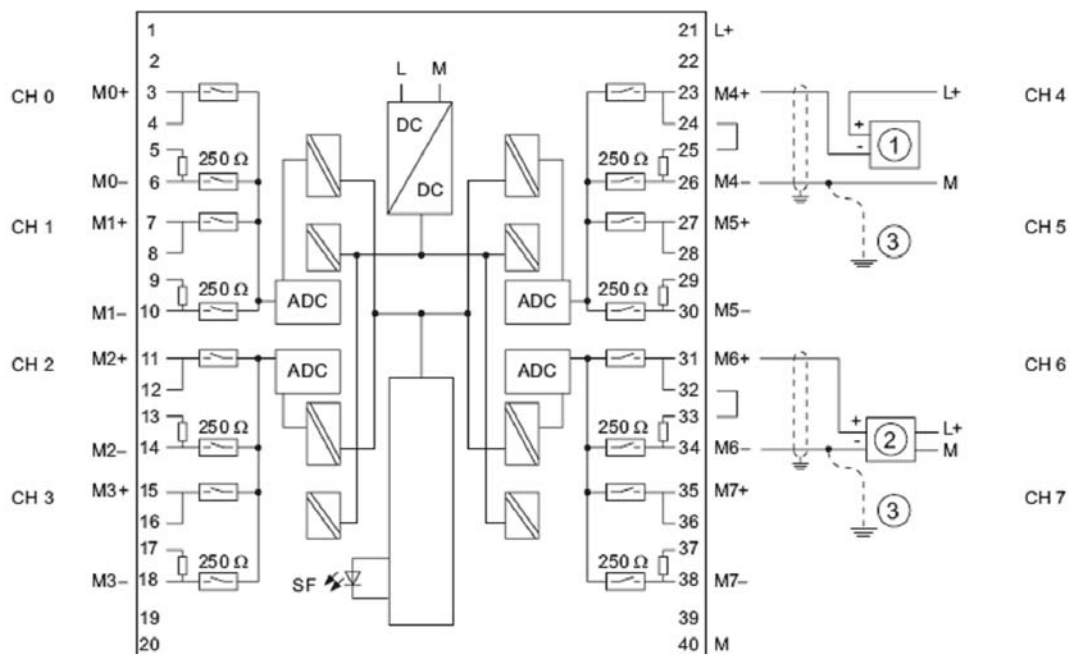 1 21 L+
2 22
L M
CH 0 M0+ 3 23 M4+ L+ CH 4
4 DC 24 + 1
5 250 Ω 250 Ω 25 -
M0– 6 DC 26 M4– M
CH 1 M1+ 7 27 M5+ CH 5
8 28 3
9 250 Ω 250 Ω 29
M1– 10 ADC ADC 30 M5–
CH 2 M2+ 11 ADC ADC 31 M6+ CH 6
12 32
13 250 Ω 250 Ω 33 + 2 L+
M2– 14 34 M6– - M
CH 3 M3+ 15 35 M7+ CH 7
16 36 3
17 250 Ω 250 Ω 37
M3– 18 SF 38 M7–
19 39
20 40 M